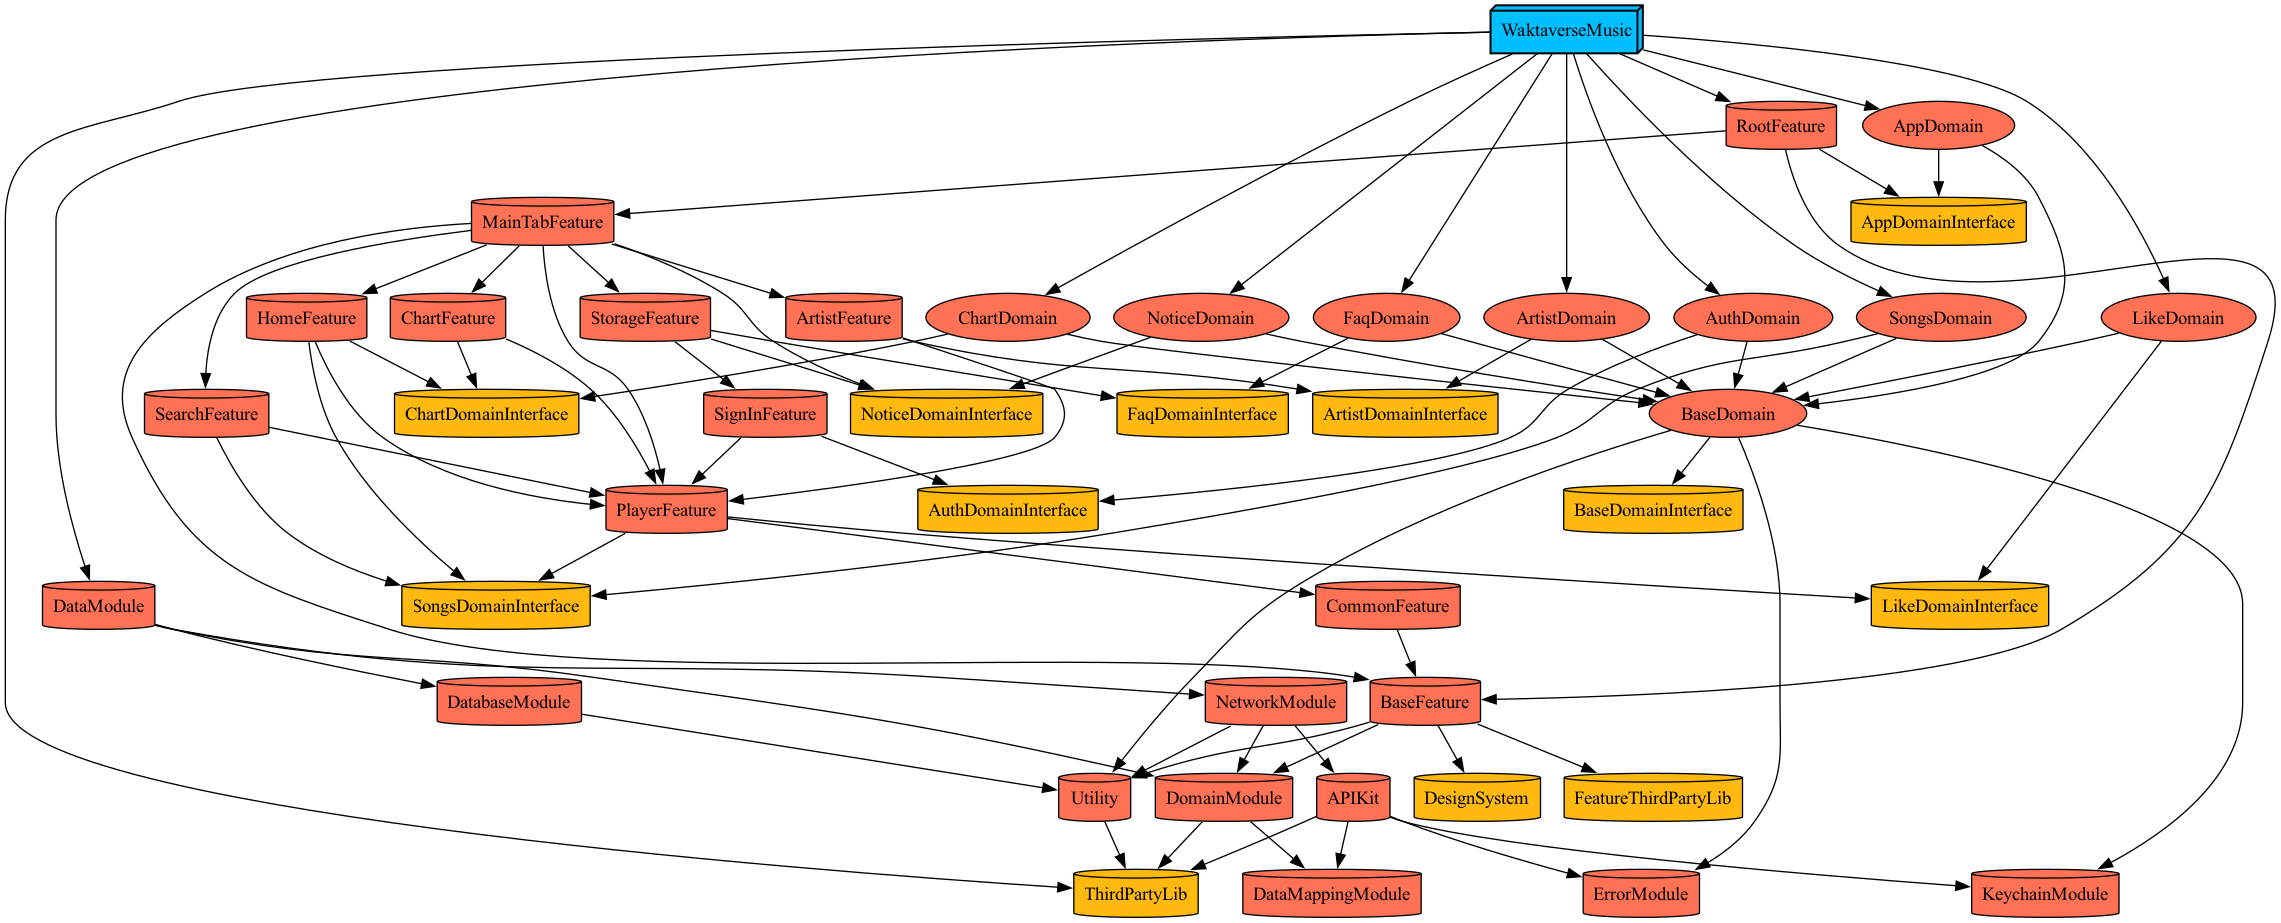 WaktaverseMusic
RootFeature
AppDomain
MainTabFeature
AppDomainInterface
HomeFeature
ChartFeature
StorageFeature
ArtistFeature
ChartDomain
NoticeDomain
FaqDomain
ArtistDomain
AuthDomain
SongsDomain
LikeDomain
SearchFeature
ChartDomainInterface
SignInFeature
NoticeDomainInterface
FaqDomainInterface
ArtistDomainInterface
BaseDomain
PlayerFeature
AuthDomainInterface
BaseDomainInterface
DataModule
SongsDomainInterface
CommonFeature
LikeDomainInterface
DatabaseModule
NetworkModule
BaseFeature
Utility
DomainModule
APIKit
DesignSystem
FeatureThirdPartyLib
ThirdPartyLib
DataMappingModule
ErrorModule
KeychainModule